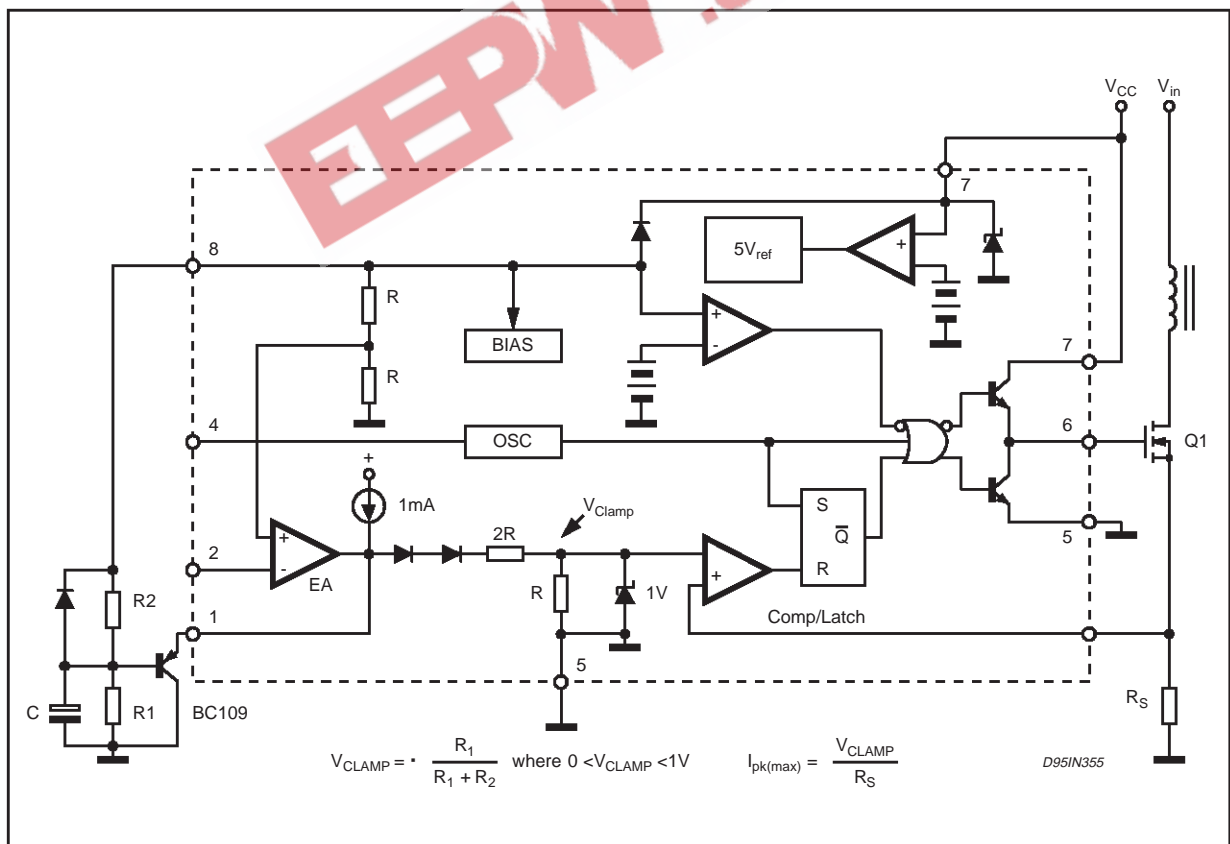 EEPW
VCC
Vin
7
8
5Vref
+
R
+
BIAS
-
R
7
4
OSC
6
Q1
+
1mA
S
VClamp
Q
5
2
+
2R
-
EA
R
R
1V
+
R2
Comp/Latch
1
5
RS
C
R1
BC109
VCLAMP = · R1 / R1 + R2 where 0 <VCLAMP <1V
Ipk(max) = VCLAMP / RS
D95IN355